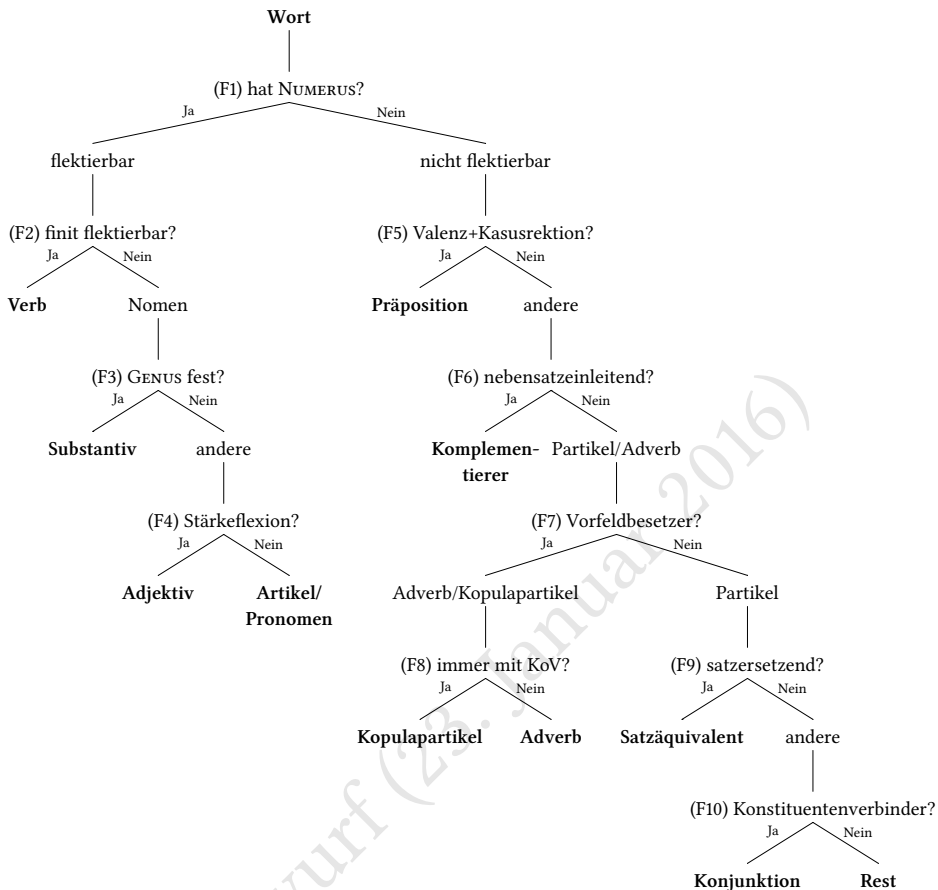 Wort
(F1) hat NUMERUS?
Ja Nein
flektierbar nicht flektierbar
(F2) finit flektierbar? (F5) Valenz+Kasusrektion?
Ja Nein Ja Nein
Verb Nomen Präposition andere
(F3) GENUS fest? (F6) nebensatzeinleitend?
Ja Nein Ja Nein
Substantiv andere Komplemen- Partikel/Adverb
tierer
(F4) Stärkeflexion? (F7) Vorfeldbesetzer?
Ja Nein Ja Nein
Adjektiv Artikel/ Adverb/Kopulapartikel Partikel
Pronomen
(F8) immer mit KoV? (F9) satzersetzend?
Ja Nein Ja Nein
Kopulapartikel Adverb Satzäquivalent andere
(F10) Konstituentenverbinder?
Ja Nein
Konjunktion Rest
(23. Januar 2016)